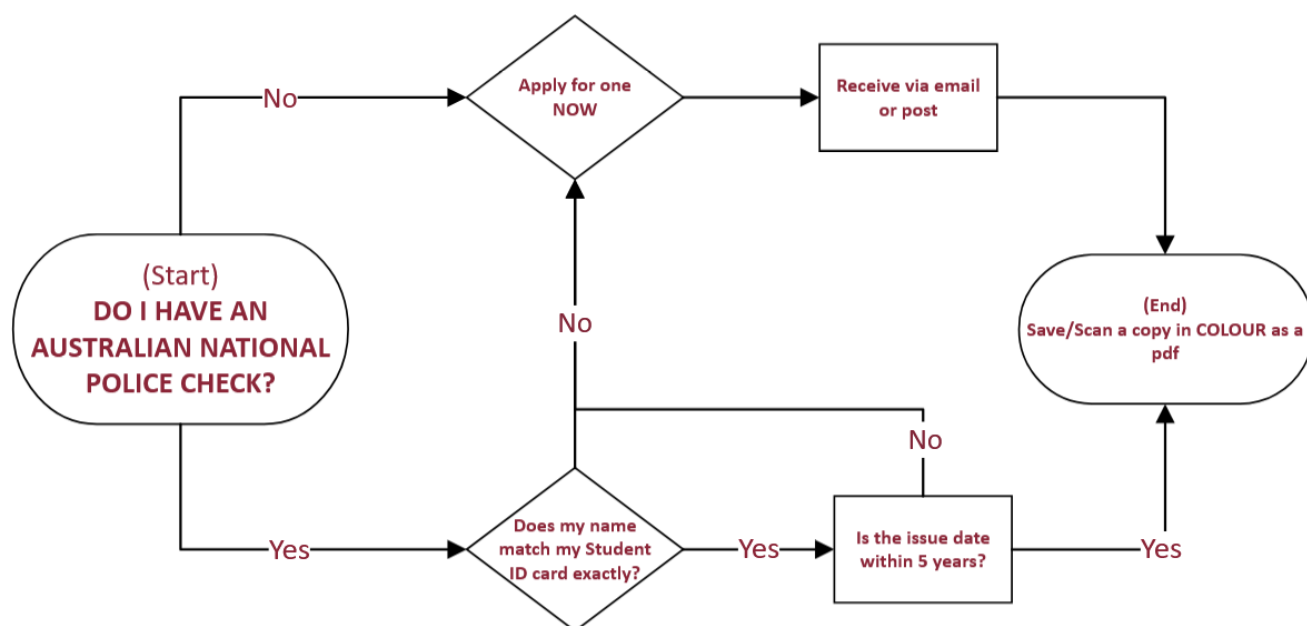 No
Apply for one
NOW
Receive via email
or post
(Start)
DO I HAVE AN
AUSTRALIAN NATIONAL
POLICE CHECK?
No
(End)
Save/Scan a copy in COLOUR as a
pdf
No
Yes
Does my name
match my Student
ID card exactly?
Yes
Is the issue date
within 5 years?
Yes